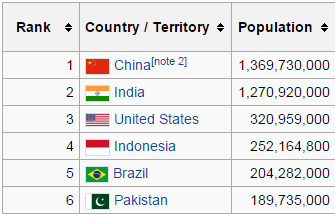 Rank Country / Territory Population
1 China[note 2] 1,369,730,000
2 India 1,270,920,000
3 United States 320,959,000
4 Indonesia 252,164,800
5 Brazil 204,282,000
6 Pakistan 189,735,000